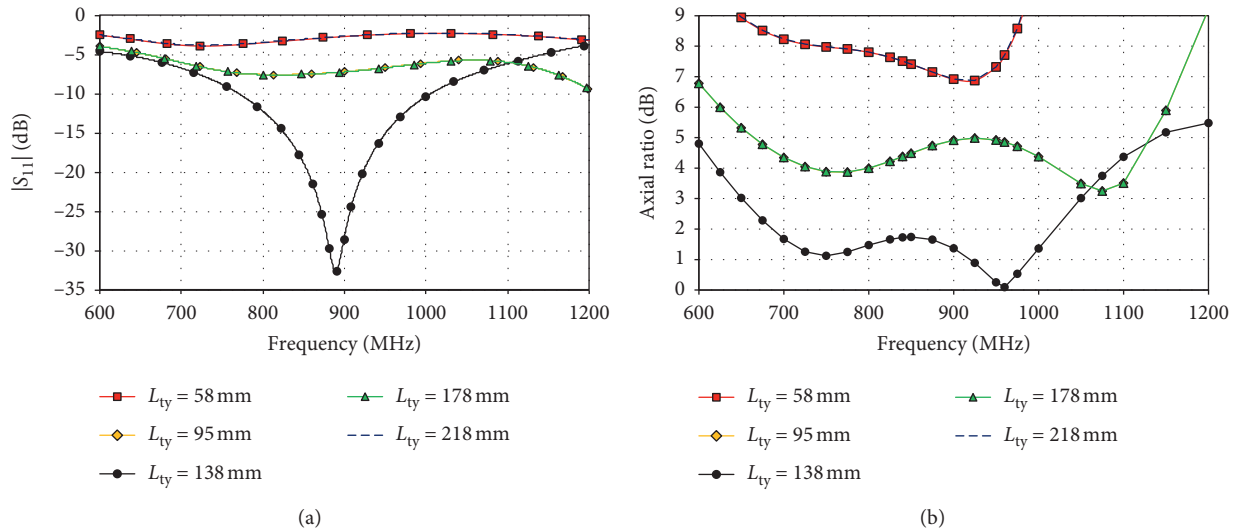 0
−5
−10
−15
−20
−25
−30
−35
|S11| (dB)
600 700 800 900 1000 1100 1200
Frequency (MHz)
Lty = 58 mm
Lty = 95 mm
Lty = 138 mm
Lty = 178 mm
Lty = 218 mm
(a)
9
8
7
6
5
4
3
2
1
0
Axial ratio (dB)
600 700 800 900 1000 1100 1200
Frequency (MHz)
Lty = 58 mm
Lty = 95 mm
Lty = 138 mm
Lty = 178 mm
Lty = 218 mm
(b)